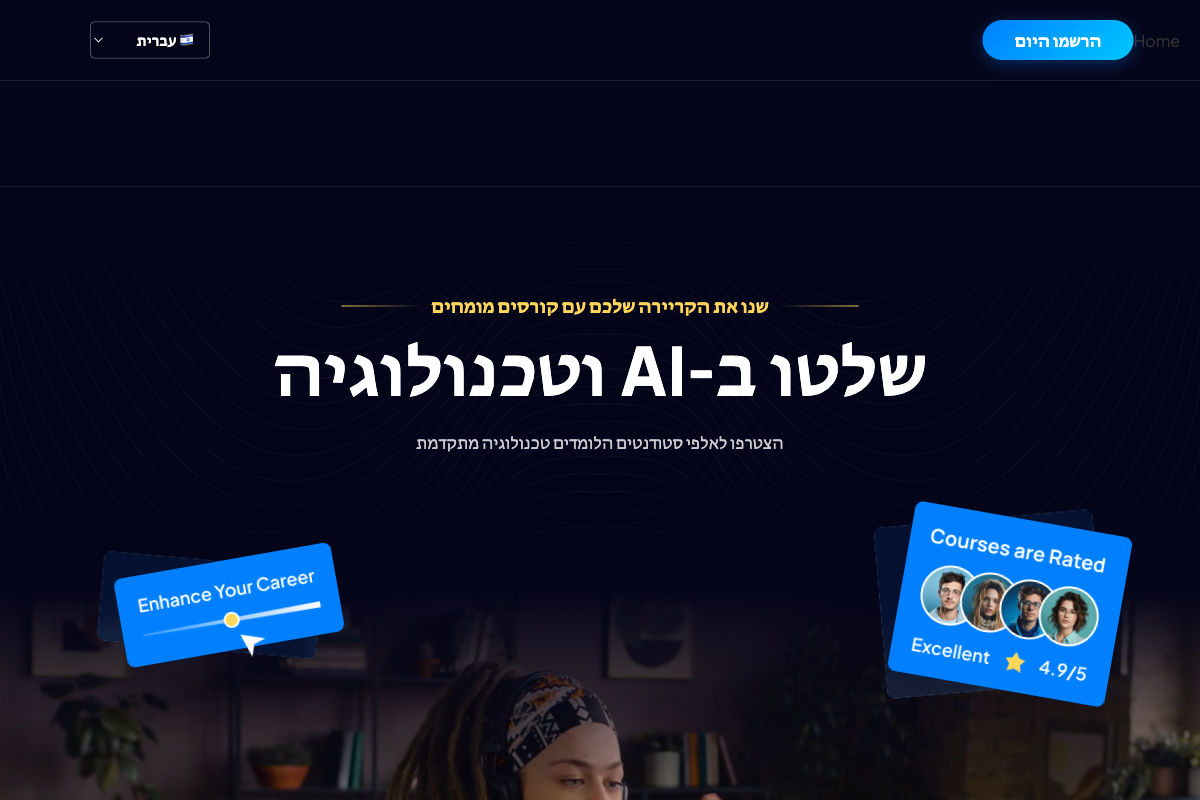 Home
הרשמו היום
🇮🇱 עברית
שנו את הקריירה שלכם עם קורסים מומחים
שלטו ב-AI וטכנולוגיה
הצטרפו לאלפי סטודנטים הלומדים טכנולוגיה מתקדמת
Courses are Rated
Excellent 4.9/5
Enhance Your Career